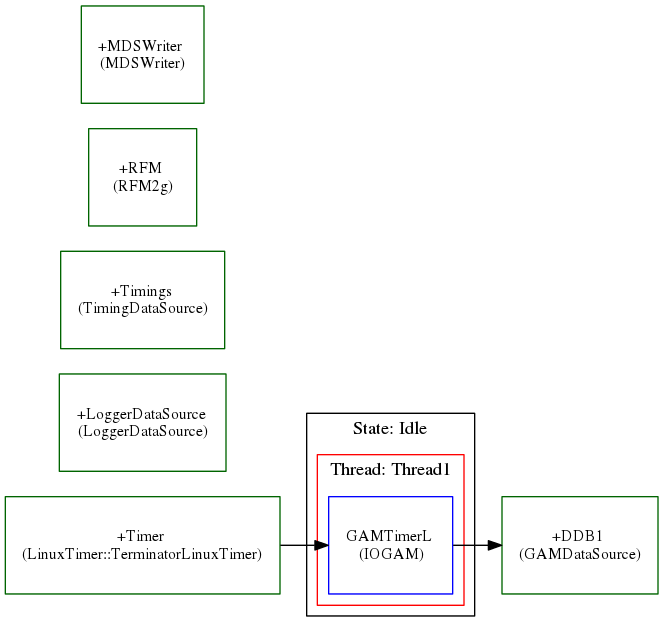 +MDSWriter
(MDSWriter)
+RFM
(RFM2g)
+Timings
(TimingDataSource)
+LoggerDataSource
(LoggerDataSource)
State: Idle
Thread: Thread1
+Timer
(LinuxTimer::TerminatorLinuxTimer)
GAMTimerL
(IOGAM)
+DDB1
(GAMDataSource)